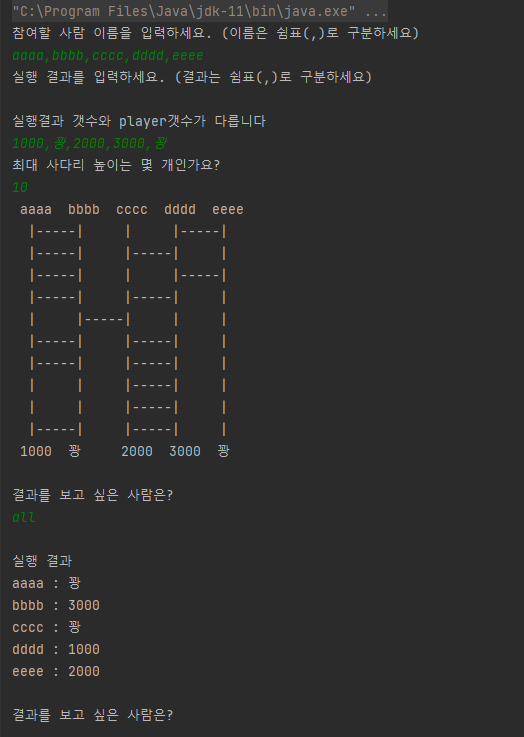 "C:\Program Files\Java\jdk-11\bin\java.exe" ...
참여할 사람 이름을 입력하세요. (이름은 쉼표(,)로 구분하세요)
aaaa,bbbb,cccc,dddd,eeee
실행 결과를 입력하세요. (결과는 쉼표(,)로 구분하세요)

실행결과 갯수와 player갯수가 다릅니다
1000,꽝,2000,3000,꽝
최대 사다리 높이는 몇 개인가요?
10
 aaaa  bbbb  cccc  dddd  eeee
  |-----|     |     |-----|
  |-----|     |-----|     |
  |-----|     |     |-----|
  |-----|     |-----|     |
  |     |-----|     |     |
  |-----|     |-----|     |
  |-----|     |-----|     |
  |     |     |-----|     |
  |     |     |-----|     |
  |-----|     |-----|     |
 1000  꽝     2000  3000  꽝

결과를 보고 싶은 사람은?
all

실행 결과
aaaa : 꽝
bbbb : 3000
cccc : 꽝
dddd : 1000
eeee : 2000

결과를 보고 싶은 사람은?